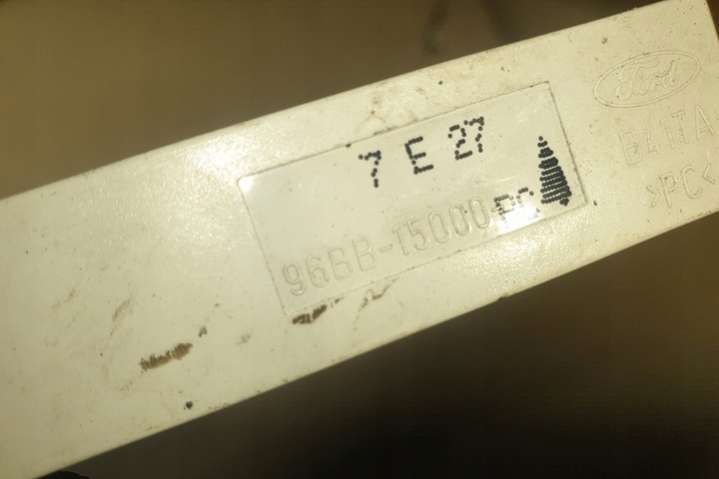 7 E 27
96BB-15000-PC
Ford
>PC<